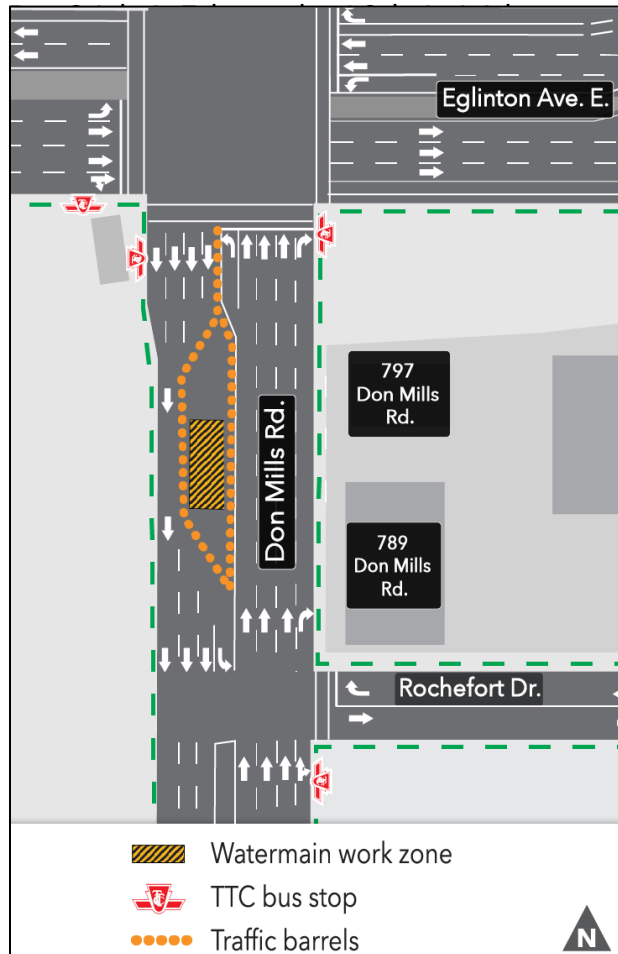 Eglinton Ave. E.
797
Don Mills
Rd.
Don Mills Rd.
789
Don Mills
Rd.
Rochefort Dr.
Watermain work zone
TTC bus stop
Traffic barrels
N